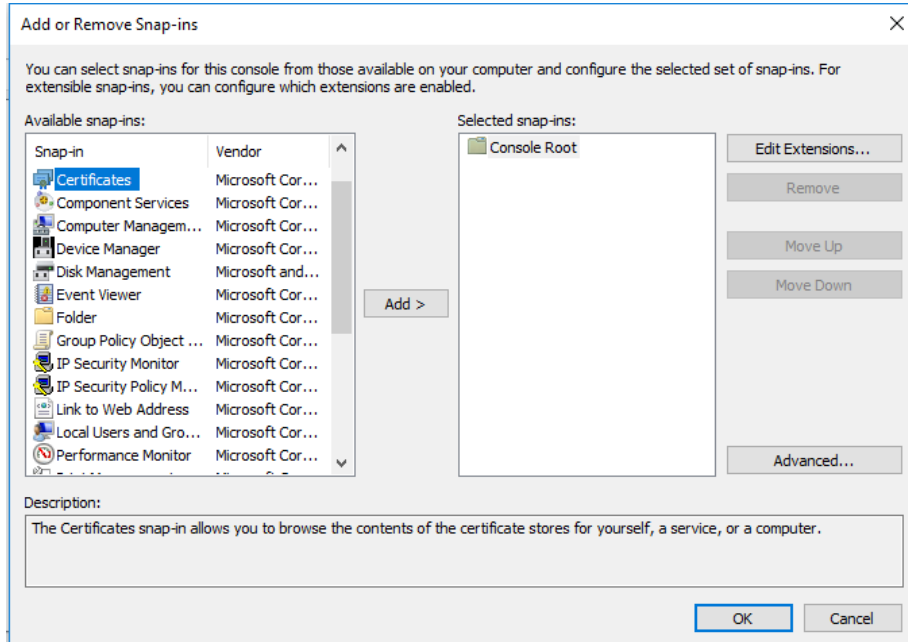 Add or Remove Snap-ins
You can select snap-ins for this console from those available on your computer and configure the selected set of snap-ins. For
extensible snap-ins, you can configure which extensions are enabled.
Available snap-ins:
Selected snap-ins:
Snap-in Vendor
Console Root
Edit Extensions...
Certificates Microsoft Cor...
Remove
Component Services Microsoft Cor...
Computer Managem... Microsoft Cor...
Move Up
Device Manager Microsoft Cor...
Disk Management Microsoft and...
Move Down
Event Viewer Microsoft Cor...
Add >
Folder Microsoft Cor...
Group Policy Object ... Microsoft Cor...
IP Security Monitor Microsoft Cor...
IP Security Policy M... Microsoft Cor...
Link to Web Address Microsoft Cor...
Local Users and Gro... Microsoft Cor...
Performance Monitor Microsoft Cor...
Advanced...
Description:
The Certificates snap-in allows you to browse the contents of the certificate stores for yourself, a service, or a computer.
OK
Cancel